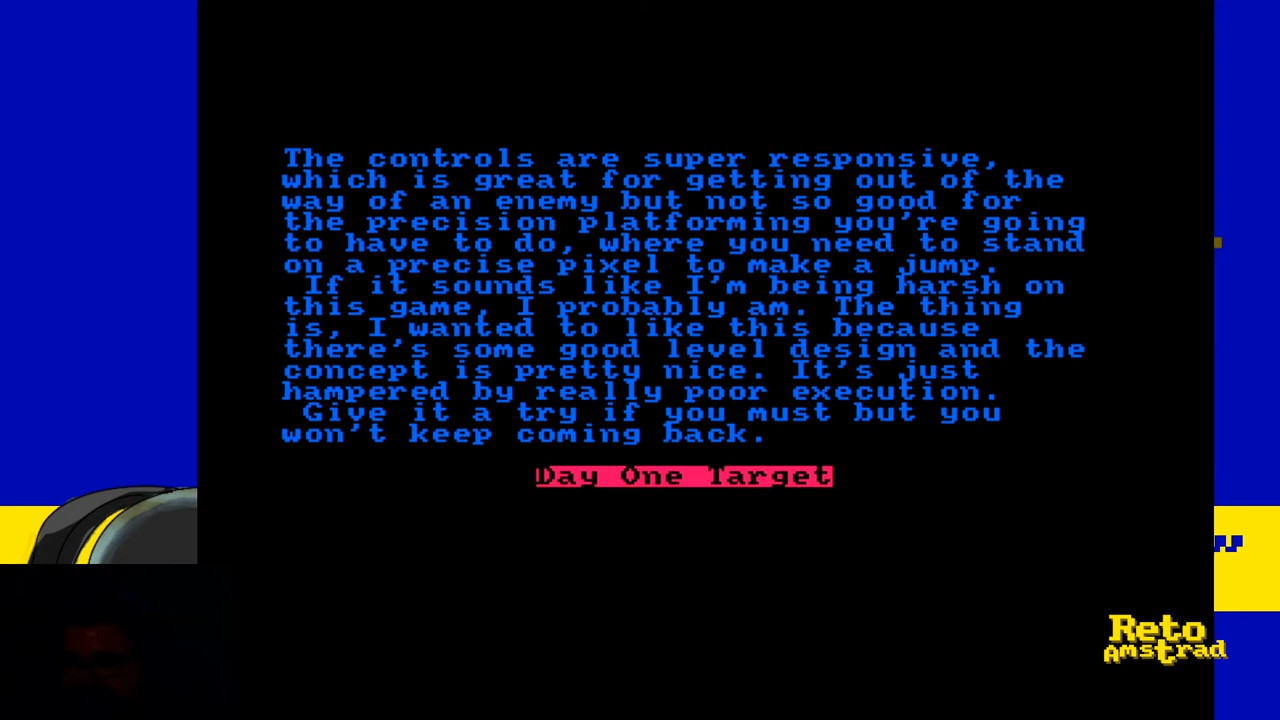 The controls are super responsive,
which is great for getting out of the
way of an enemy but not so good for
the precision platforming you're going
to have to do, where you need to stand
on a precise pixel to make a jump.
If it sounds like I'm being harsh on
this game, I probably am. The thing
is, I wanted to like this because
there's some good level design and the
concept is pretty nice. It's just
hampered by really poor execution.
Give it a try if you must but you
won't keep coming back.
Day One Target
Reto
Amstrad